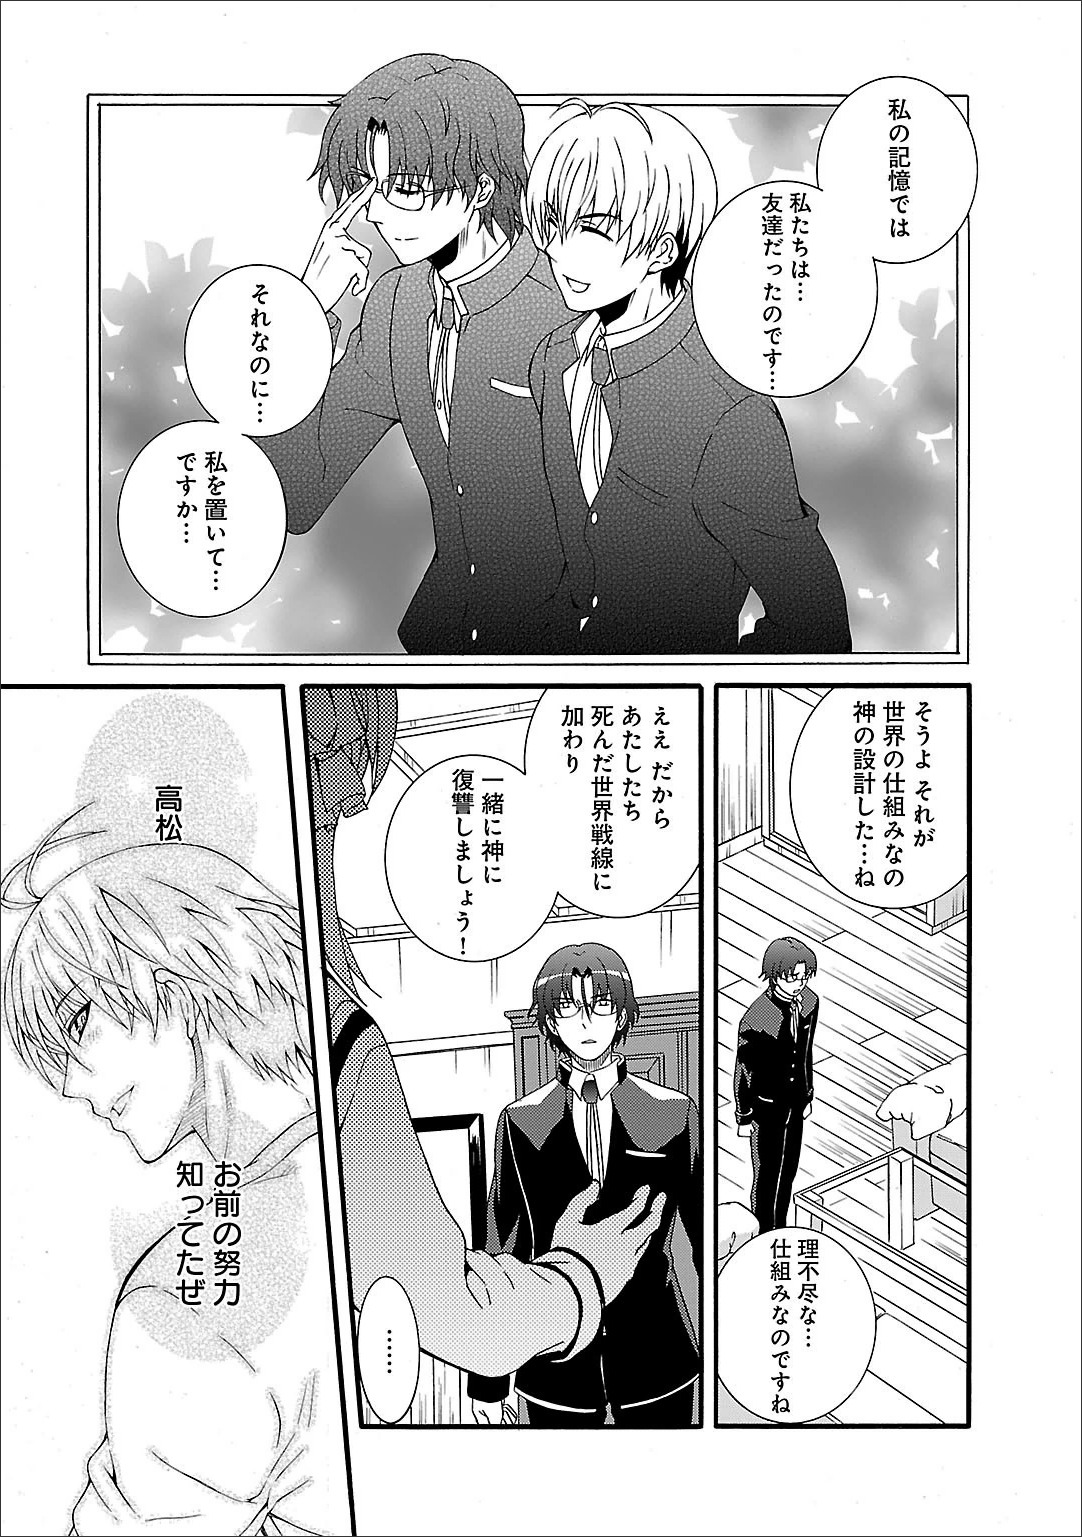 私の記憶では
私たちは…
友達だったのです…
それなのに…
私を置いて…
ですか…
そうよ それが
世界の仕組みなの
神の設計した…ね
理不尽な…
仕組みなのですね
ええ だから
あたしたち
死んだ世界戦線に
加わり
一緒に神に
復讐しましょう！
……
高松
お前の努力
知ってたぜ